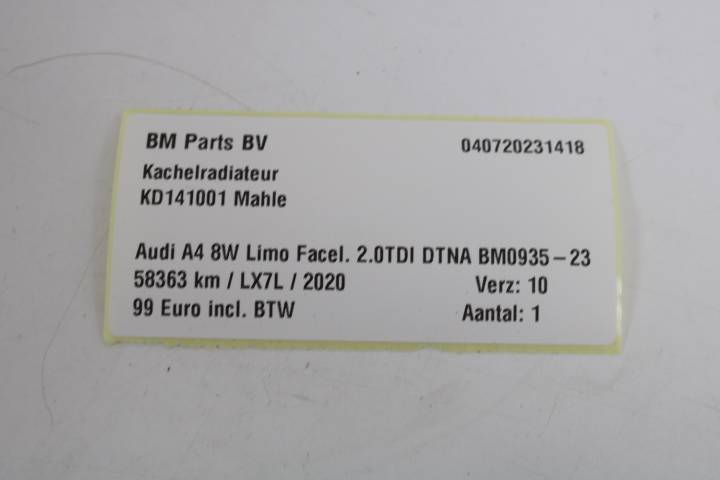 BM Parts BV 040720231418
Kachelradiateur
KD141001 Mahle
Audi A4 8W Limo Facel. 2.0TDI DTNA BM0935-23
58363 km / LX7L / 2020 Verz: 10
99 Euro incl. BTW Aantal: 1